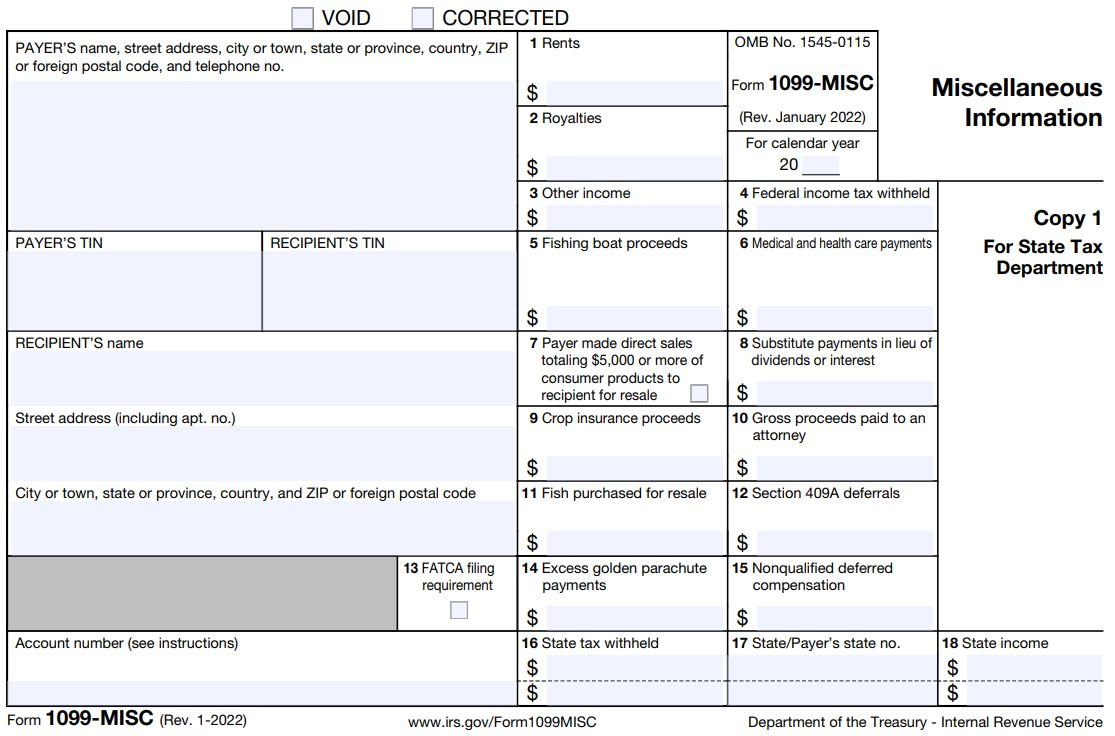 VOID
CORRECTED
PAYER'S name, street address, city or town, state or province, country, ZIP
or foreign postal code, and telephone no.
1 Rents
$
2 Royalties
$
OMB No. 1545-0115
Form 1099-MISC
(Rev. January 2022)
For calendar year
20
Miscellaneous
Information
3 Other income
$
4 Federal income tax withheld
$
Copy 1
For State Tax
Department
PAYER'S TIN
RECIPIENT'S TIN
5 Fishing boat proceeds
$
6 Medical and health care payments
$
RECIPIENT'S name
7 Payer made direct sales
totaling $5,000 or more of
consumer products to
recipient for resale
8 Substitute payments in lieu of
dividends or interest
$
Street address (including apt. no.)
9 Crop insurance proceeds
$
10 Gross proceeds paid to an
attorney
$
City or town, state or province, country, and ZIP or foreign postal code
11 Fish purchased for resale
$
12 Section 409A deferrals
$
13 FATCA filing
requirement
14 Excess golden parachute
payments
$
15 Nonqualified deferred
compensation
$
Account number (see instructions)
16 State tax withheld
$
$
17 State/Payer's state no.
18 State income
$
$
Form 1099-MISC (Rev. 1-2022)
www.irs.gov/Form1099MISC
Department of the Treasury - Internal Revenue Service